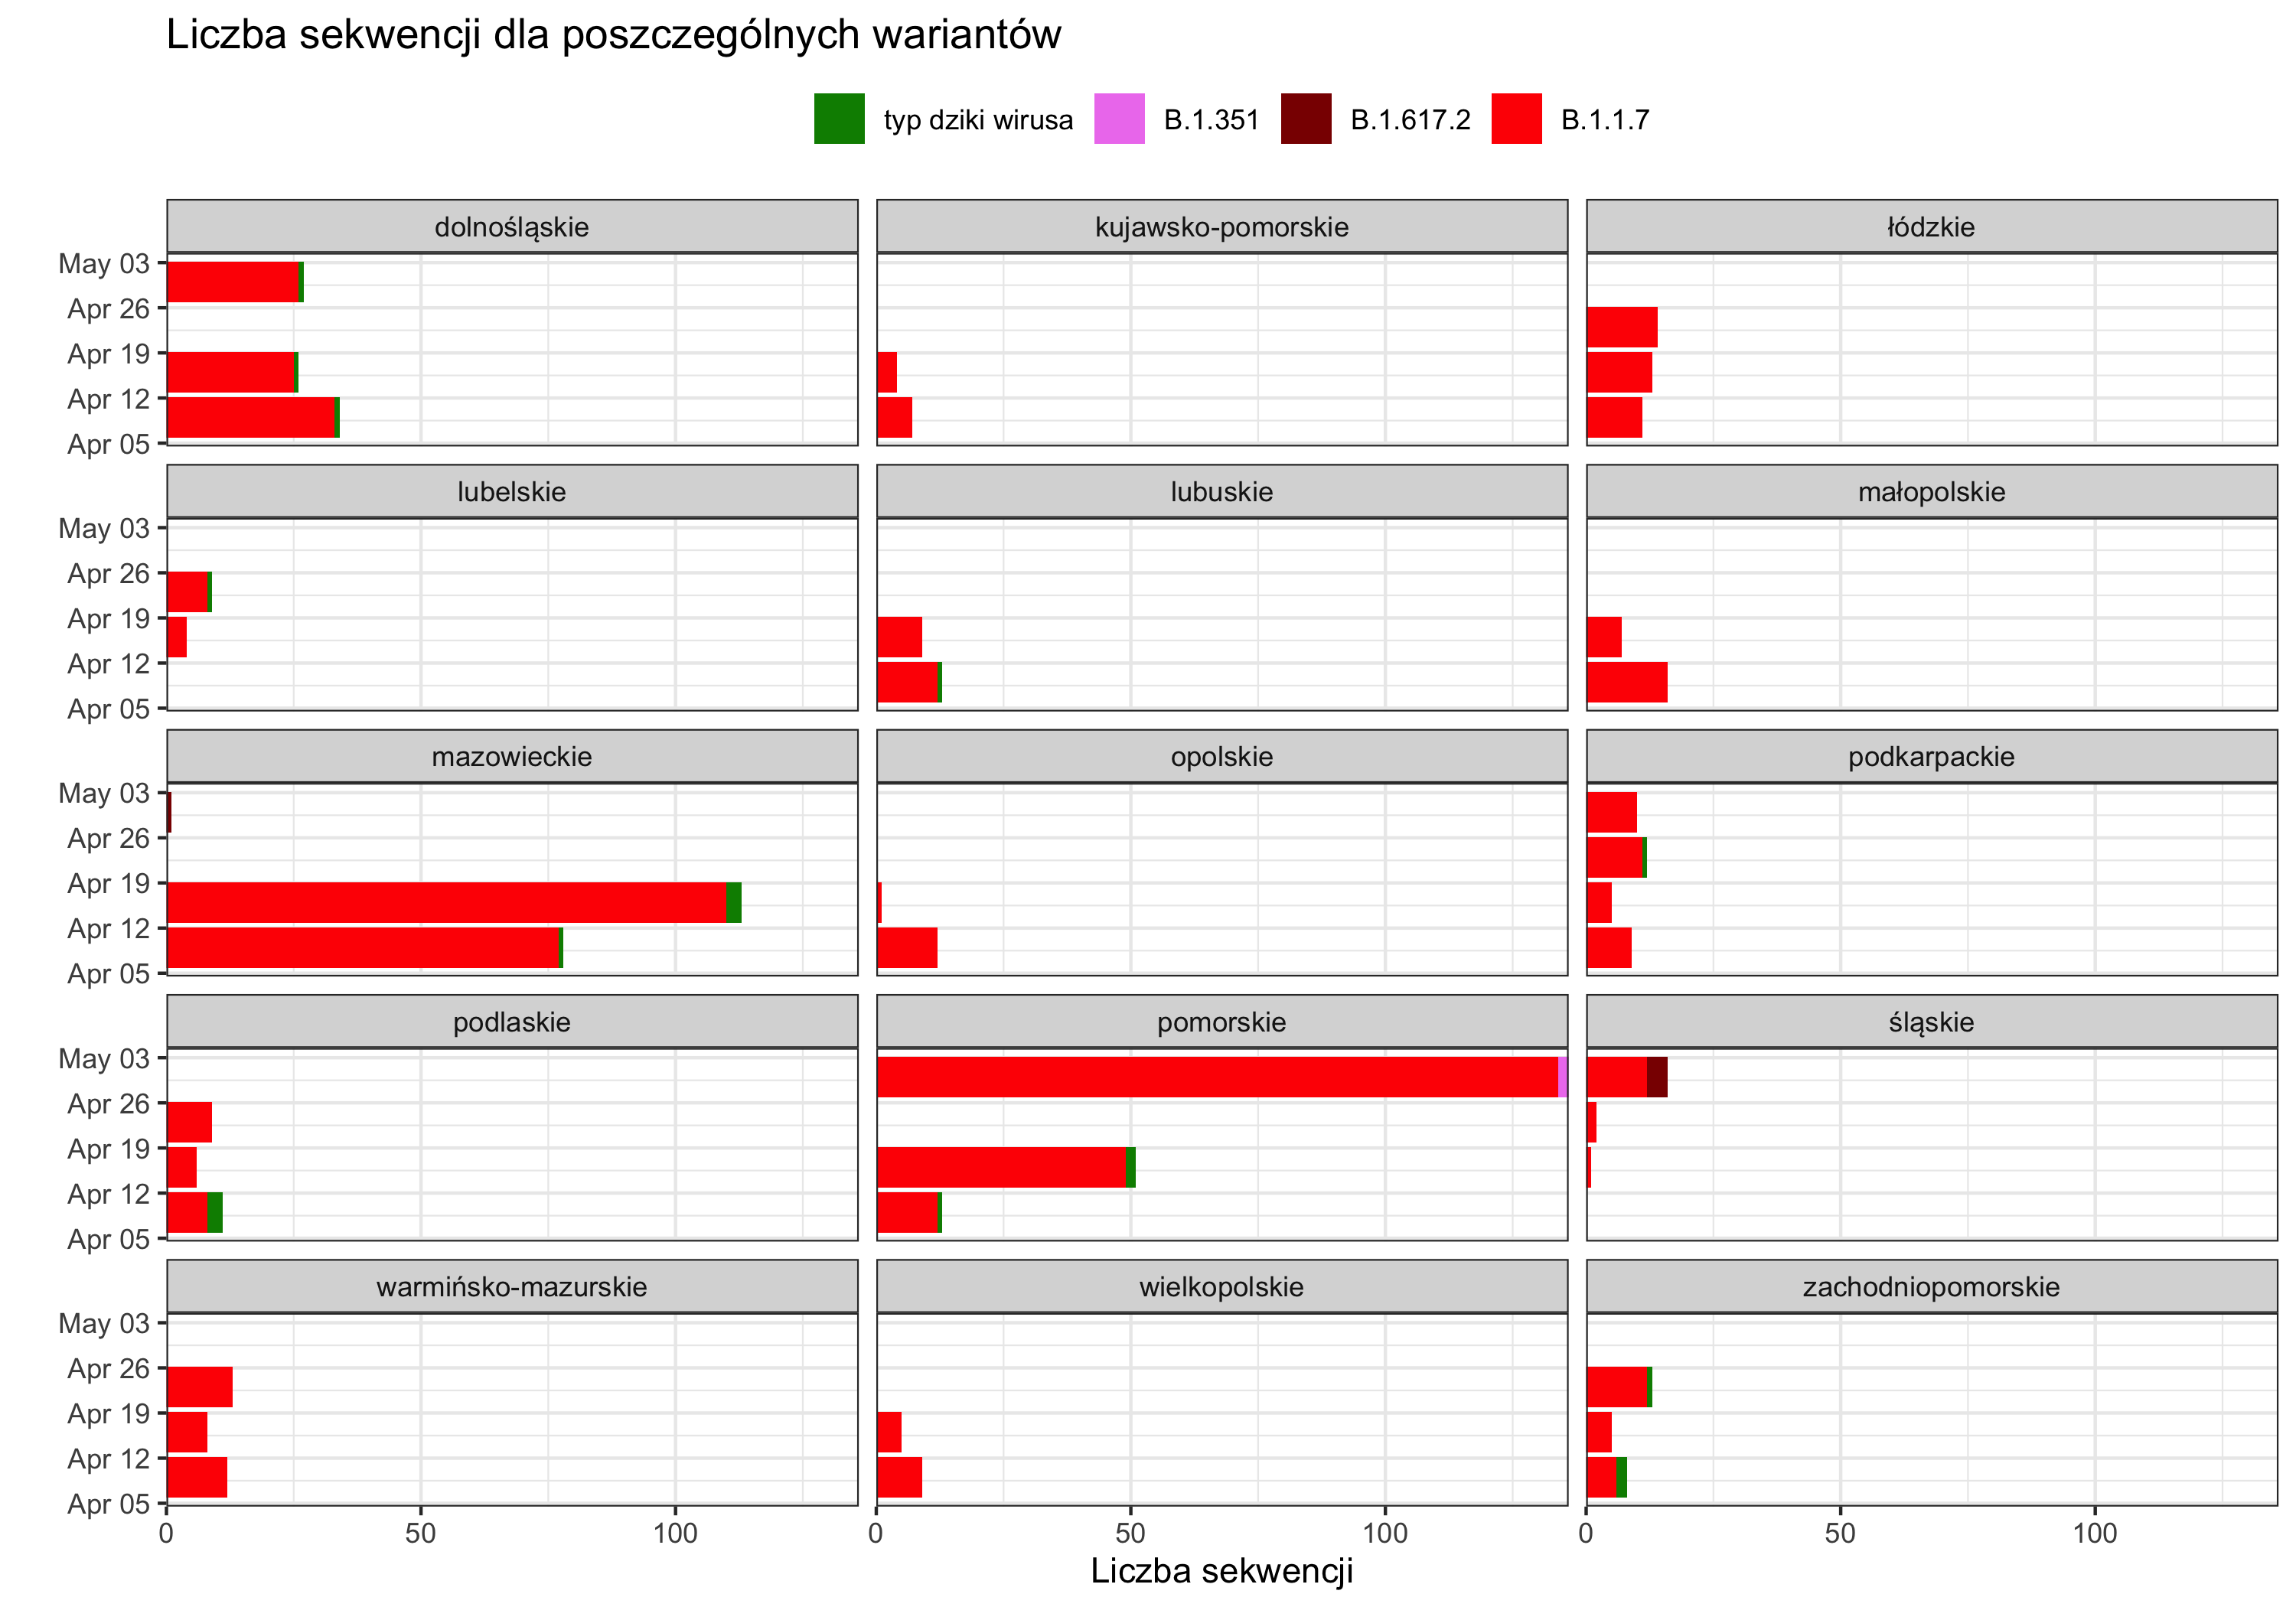 Liczba sekwencji dla poszczególnych wariantów
typ dziki wirusa B.1.351 B.1.617.2 B.1.1.7
dolnośląskie kujawsko-pomorskie łódzkie
May 03
Apr 26
Apr 19
Apr 12
Apr 05
lubelskie lubuskie małopolskie
May 03
Apr 26
Apr 19
Apr 12
Apr 05
mazowieckie opolskie podkarpackie
May 03
Apr 26
Apr 19
Apr 12
Apr 05
podlaskie pomorskie śląskie
May 03
Apr 26
Apr 19
Apr 12
Apr 05
warmińsko-mazurskie wielkopolskie zachodniopomorskie
May 03
Apr 26
Apr 19
Apr 12
Apr 05
0 50 100 0 50 100 0 50 100
Liczba sekwencji